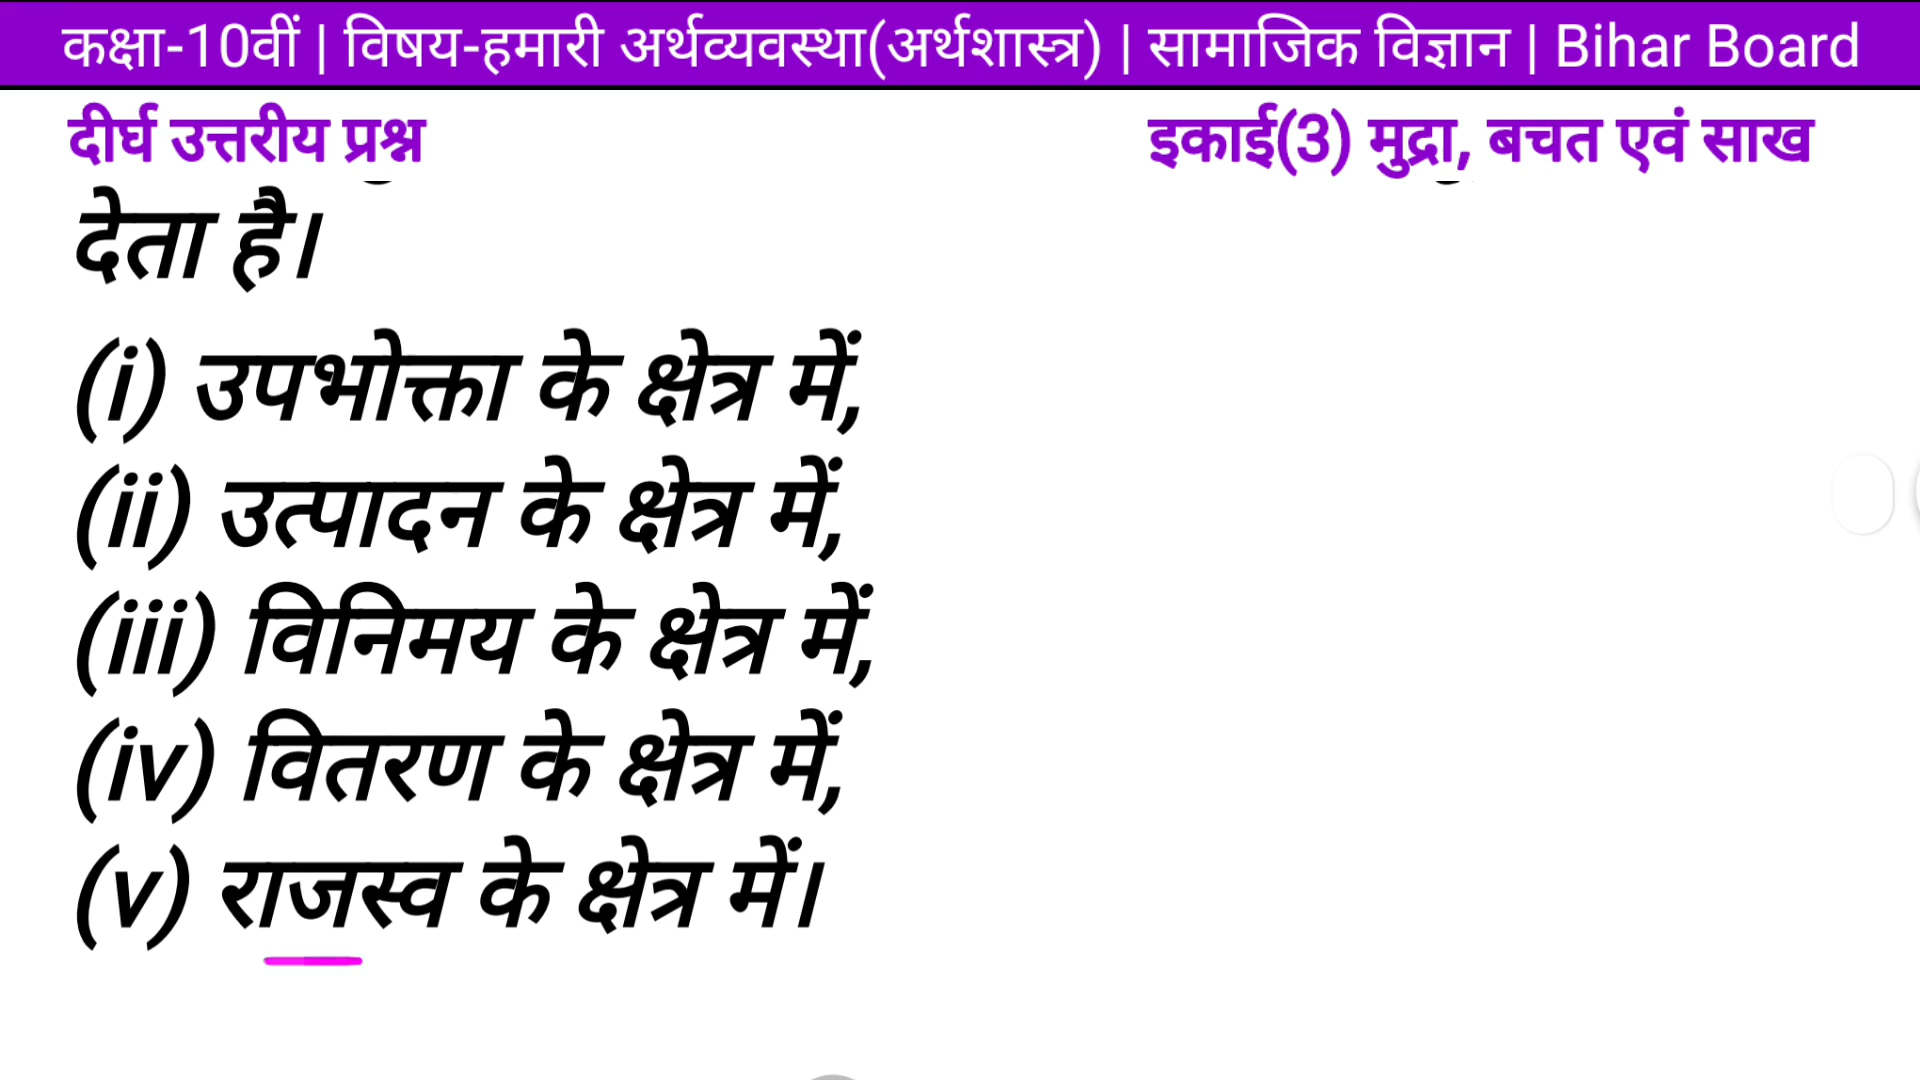 कक्षा-10वीं | विषय-हमारी अर्थव्यवस्था(अर्थशास्त्र) | सामाजिक विज्ञान | Bihar Board
दीर्घ उत्तरीय प्रश्न इकाई(3) मुद्रा, बचत एवं साख
देता है।
(i) उपभोक्ता के क्षेत्र में,
(ii) उत्पादन के क्षेत्र में,
(iii) विनिमय के क्षेत्र में,
(iv) वितरण के क्षेत्र में,
(v) राजस्व के क्षेत्र में।